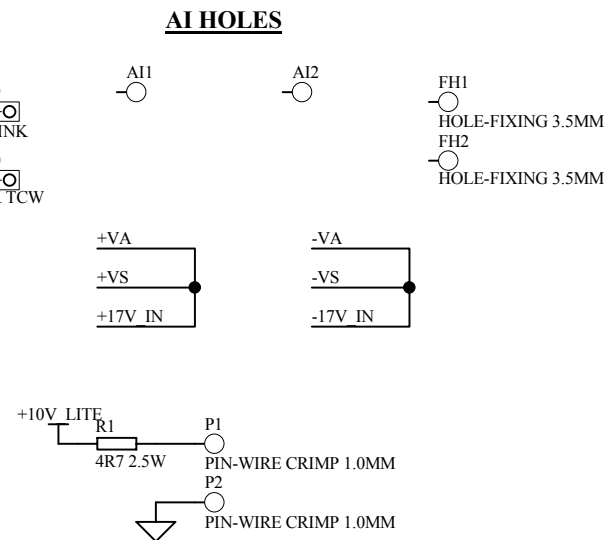 AI HOLES
AI1
AI2
FH1
HOLE-FIXING 3.5MM
INK
FH2
HOLE-FIXING 3.5MM
TCW
+VA
-VA
+VS
-VS
+17V_IN
-17V_IN
+10V_LITE
R1
4R7 2.5W
P1
PIN-WIRE CRIMP 1.0MM
P2
PIN-WIRE CRIMP 1.0MM